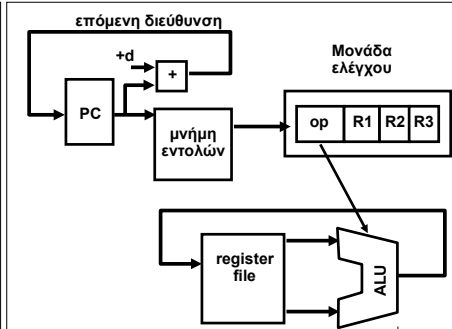 επόμενη διεύθυνση
+d
+
PC
μνήμη
εντολών
Μονάδα
ελέγχου
op R1 R2 R3
register
file
ALU